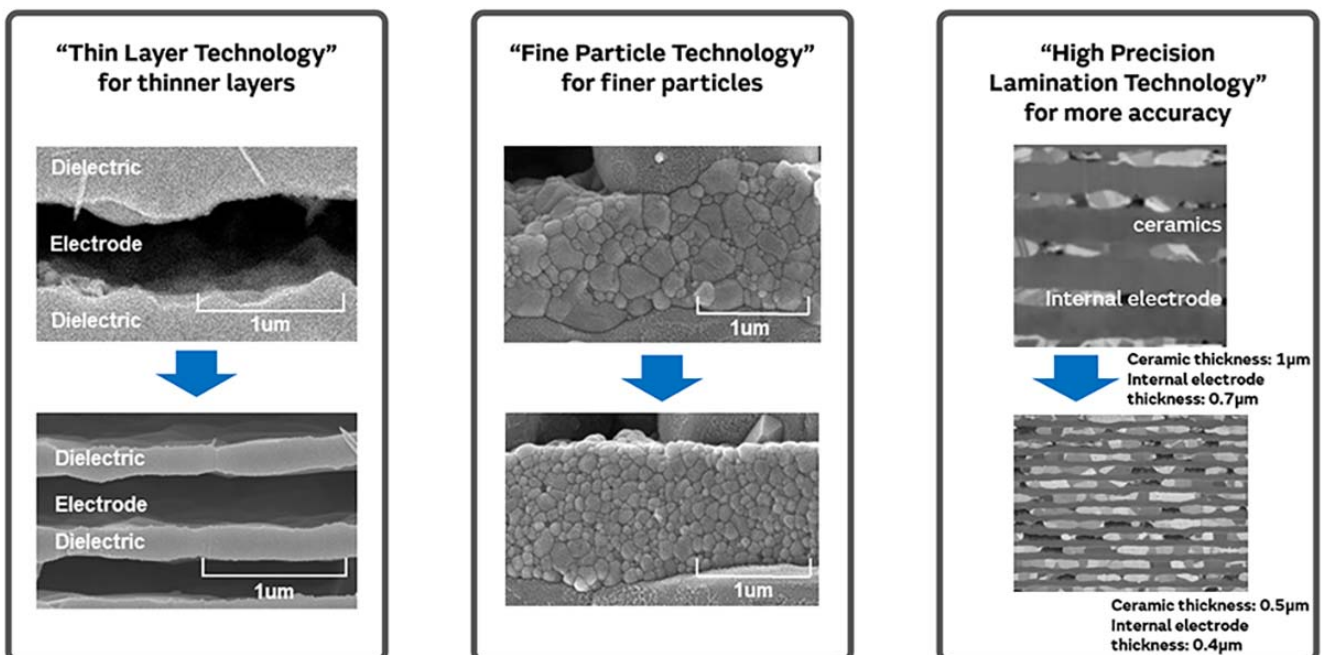 “Thin Layer Technology”
for thinner layers
Dielectric
Electrode
Dielectric
1um
Dielectric
Electrode
Dielectric
1um
“Fine Particle Technology”
for finer particles
1um
1um
“High Precision
Lamination Technology”
for more accuracy
ceramics
Internal electrode
Ceramic thickness: 1μm
Internal electrode
thickness: 0.7μm
Ceramic thickness: 0.5μm
Internal electrode
thickness: 0.4μm